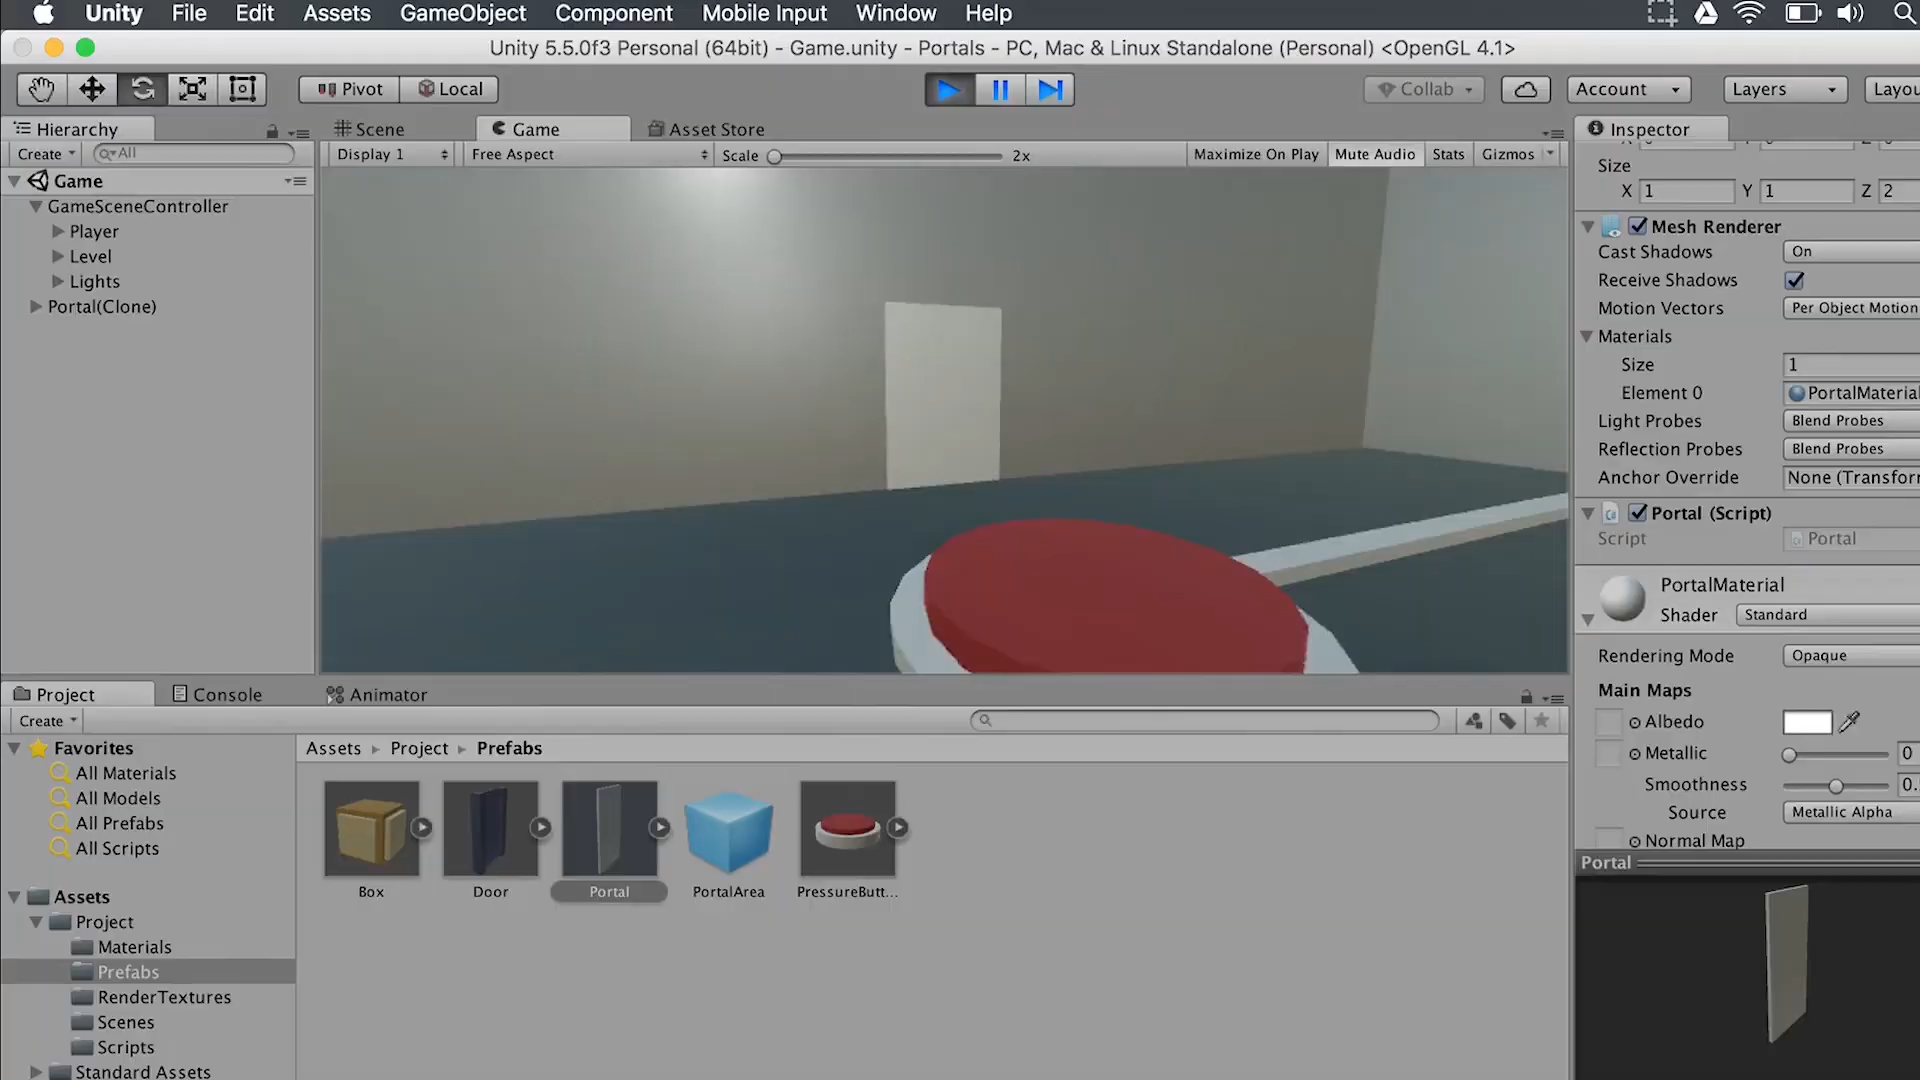 Unity File Edit Assets GameObject Component Mobile Input Window Help
Unity 5.5.0f3 Personal (64bit) - Game.unity - Portals - PC, Mac & Linux Standalone (Personal) <OpenGL 4.1>
Pivot Local Collab Account Layers Layou
Hierarchy
Create All
Game
GameSceneController
Player
Level
Lights
Portal(Clone)
Scene Game Asset Store
Display 1 Free Aspect Scale 2x Maximize On Play Mute Audio Stats Gizmos
Inspector
Size
X 1 Y 1 Z 2
Mesh Renderer
Cast Shadows On
Receive Shadows
Motion Vectors Per Object Motion
Materials
Size 1
Element 0 PortalMaterial
Light Probes Blend Probes
Reflection Probes Blend Probes
Anchor Override None (Transfor
Portal (Script)
Script Portal
PortalMaterial
Shader Standard
Rendering Mode Opaque
Main Maps
Albedo
Metallic 0
Smoothness 0.
Source Metallic Alpha
Normal Map
Portal
Project Console Animator
Create
Favorites
All Materials
All Models
All Prefabs
All Scripts
Assets
Project
Materials
Prefabs
RenderTextures
Scenes
Scripts
Standard Assets
Assets Project Prefabs
Box Door Portal PortalArea PressureButt...